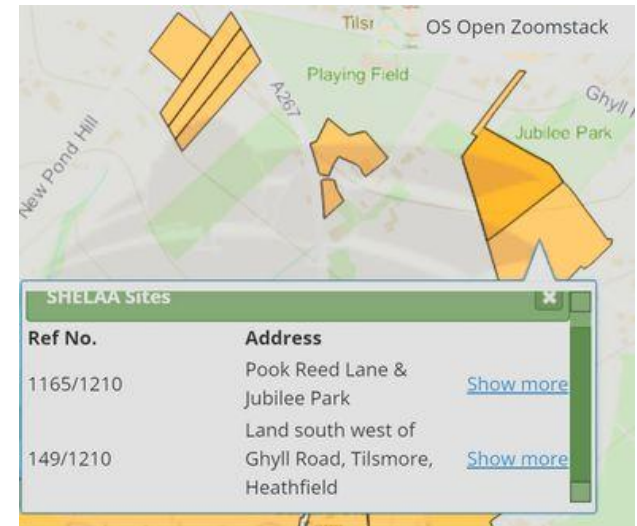 Tilsr
OS Open Zoomstack
Playing Field
A267
Ghyll
Jubilee Park
New Pond Hill
SHELAA Sites
Ref No. Address
1165/1210 Pook Reed Lane & Jubilee Park Show more
149/1210 Land south west of Ghyll Road, Tilsmore, Heathfield Show more